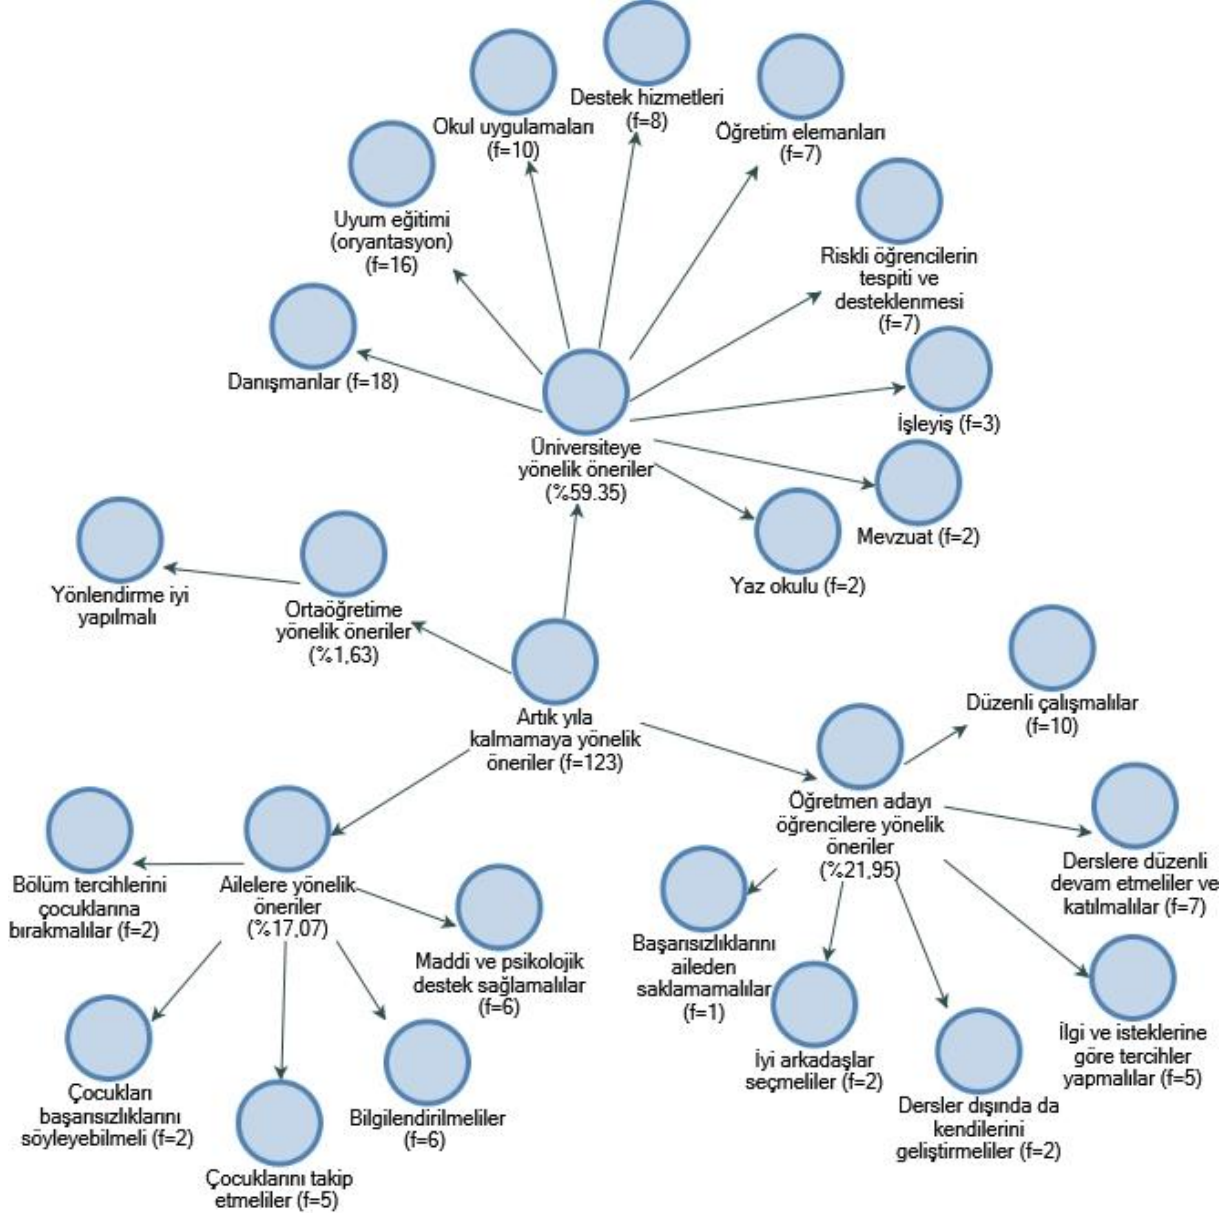 Destek hizmetleri
(f=8)
Okul uygulamaları
(f=10)
Öğretim elemanları
(f=7)
Uyum eğitimi
(oryantasyon)
(f=16)
Riskli öğrencilerin
tespiti ve
desteklenmesi
(f=7)
Danışmanlar (f=18)
İşleyiş (f=3)
Üniversiteye
yönelik öneriler
(%59.35)
Mevzuat (f=2)
Yaz okulu (f=2)
Yönlendirme iyi
yapılmalı
Ortaöğretime
yönelik öneriler
(%1,63)
Artık yıla
kalmamaya yönelik
öneriler (f=123)
Düzenli çalışmalılar
(f=10)
Öğretmen adayı
öğrencilere yönelik
öneriler
(%21,95)
Derslere düzenli
devam etmeliler ve
katılmalılar (f=7)
Bölüm tercihlerini
çocuklarına
bırakmalılar (f=2)
Ailelere yönelik
öneriler
(%17,07)
Maddi ve psikolojik
destek sağlamalılar
(f=6)
Başarısızlıklarını
aileden
saklamamalılar
(f=1)
İyi arkadaşlar
seçmeliler (f=2)
İlgi ve isteklerine
göre tercihler
yapmalılar (f=5)
Dersler dışında da
kendilerini
geliştirmeliler (f=2)
Çocukları
başarısızlıklarını
söyleyebilmeli (f=2)
Bilgilendirilmeliler
(f=6)
Çocuklarını takip
etmeliler (f=5)